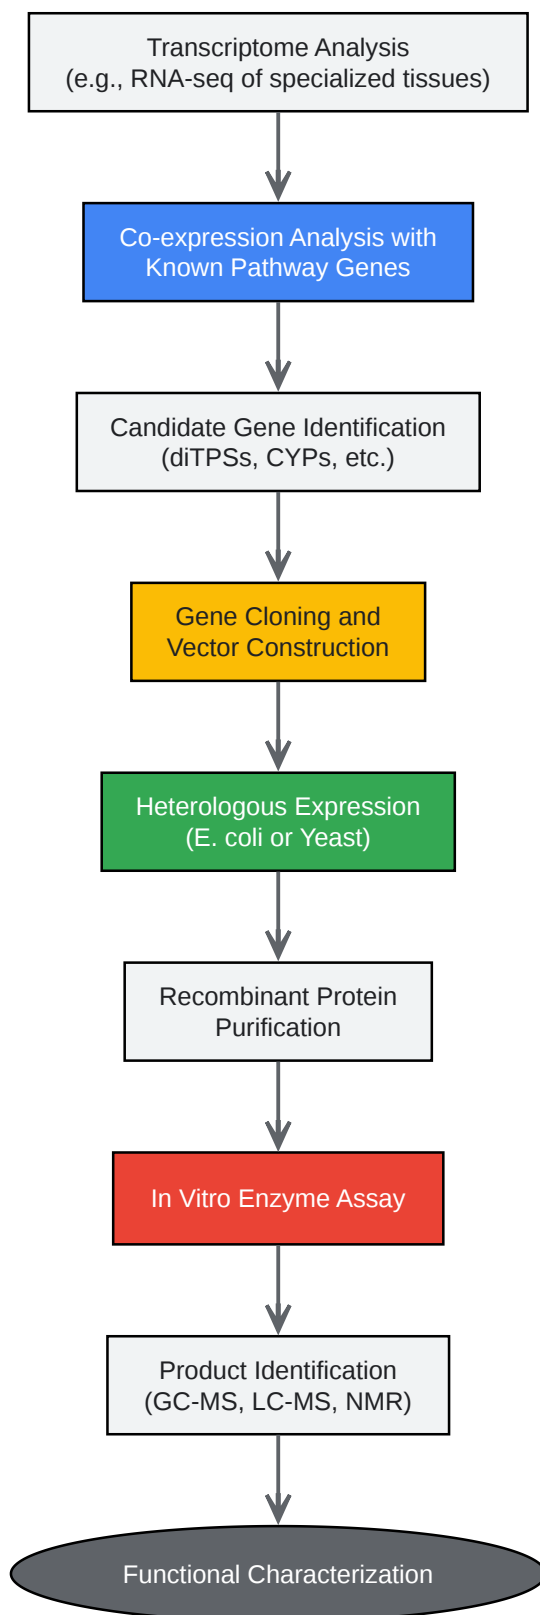 Transcriptome Analysis
(e.g., RNA-seq of specialized tissues)
Co-expression Analysis with
Known Pathway Genes
Candidate Gene Identification
(diTPSs, CYPs, etc.)
Gene Cloning and
Vector Construction
Heterologous Expression
(E. coli or Yeast)
Recombinant Protein
Purification
In Vitro Enzyme Assay
Product Identification
(GC-MS, LC-MS, NMR)
Functional Characterization